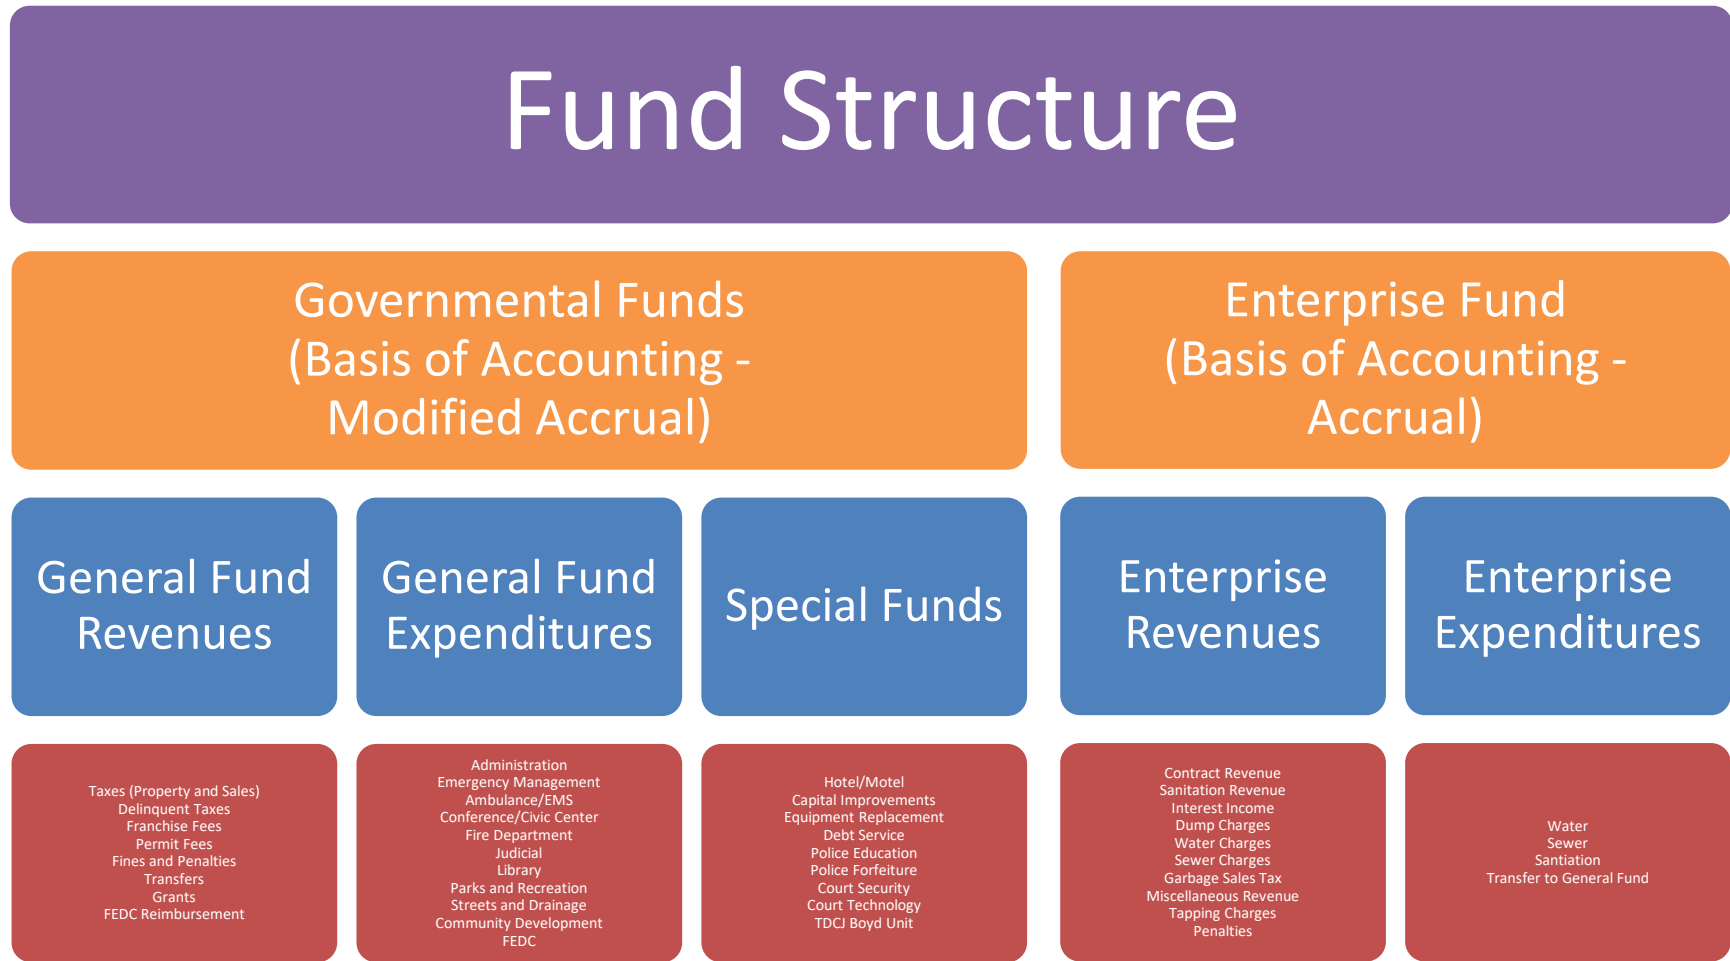 Fund Structure
Governmental Funds
(Basis of Accounting -
Modified Accrual)
Enterprise Fund
(Basis of Accounting -
Accrual)
General Fund
Revenues
General Fund
Expenditures
Special Funds
Enterprise
Revenues
Enterprise
Expenditures
Taxes (Property and Sales)
Delinquent Taxes
Franchise Fees
Permit Fees
Fines and Penalties
Transfers
Grants
FEDC Reimbursement
Administration
Emergency Management
Ambulance/EMS
Conference/Civic Center
Fire Department
Judicial
Library
Parks and Recreation
Streets and Drainage
Community Development
FEDC
Hotel/Motel
Capital Improvements
Equipment Replacement
Debt Service
Police Education
Police Forfeiture
Court Security
Court Technology
TDCJ Boyd Unit
Contract Revenue
Sanitation Revenue
Interest Income
Dump Charges
Water Charges
Sewer Charges
Garbage Sales Tax
Miscellaneous Revenue
Tapping Charges
Penalties
Water
Sewer
Santiation
Transfer to General Fund